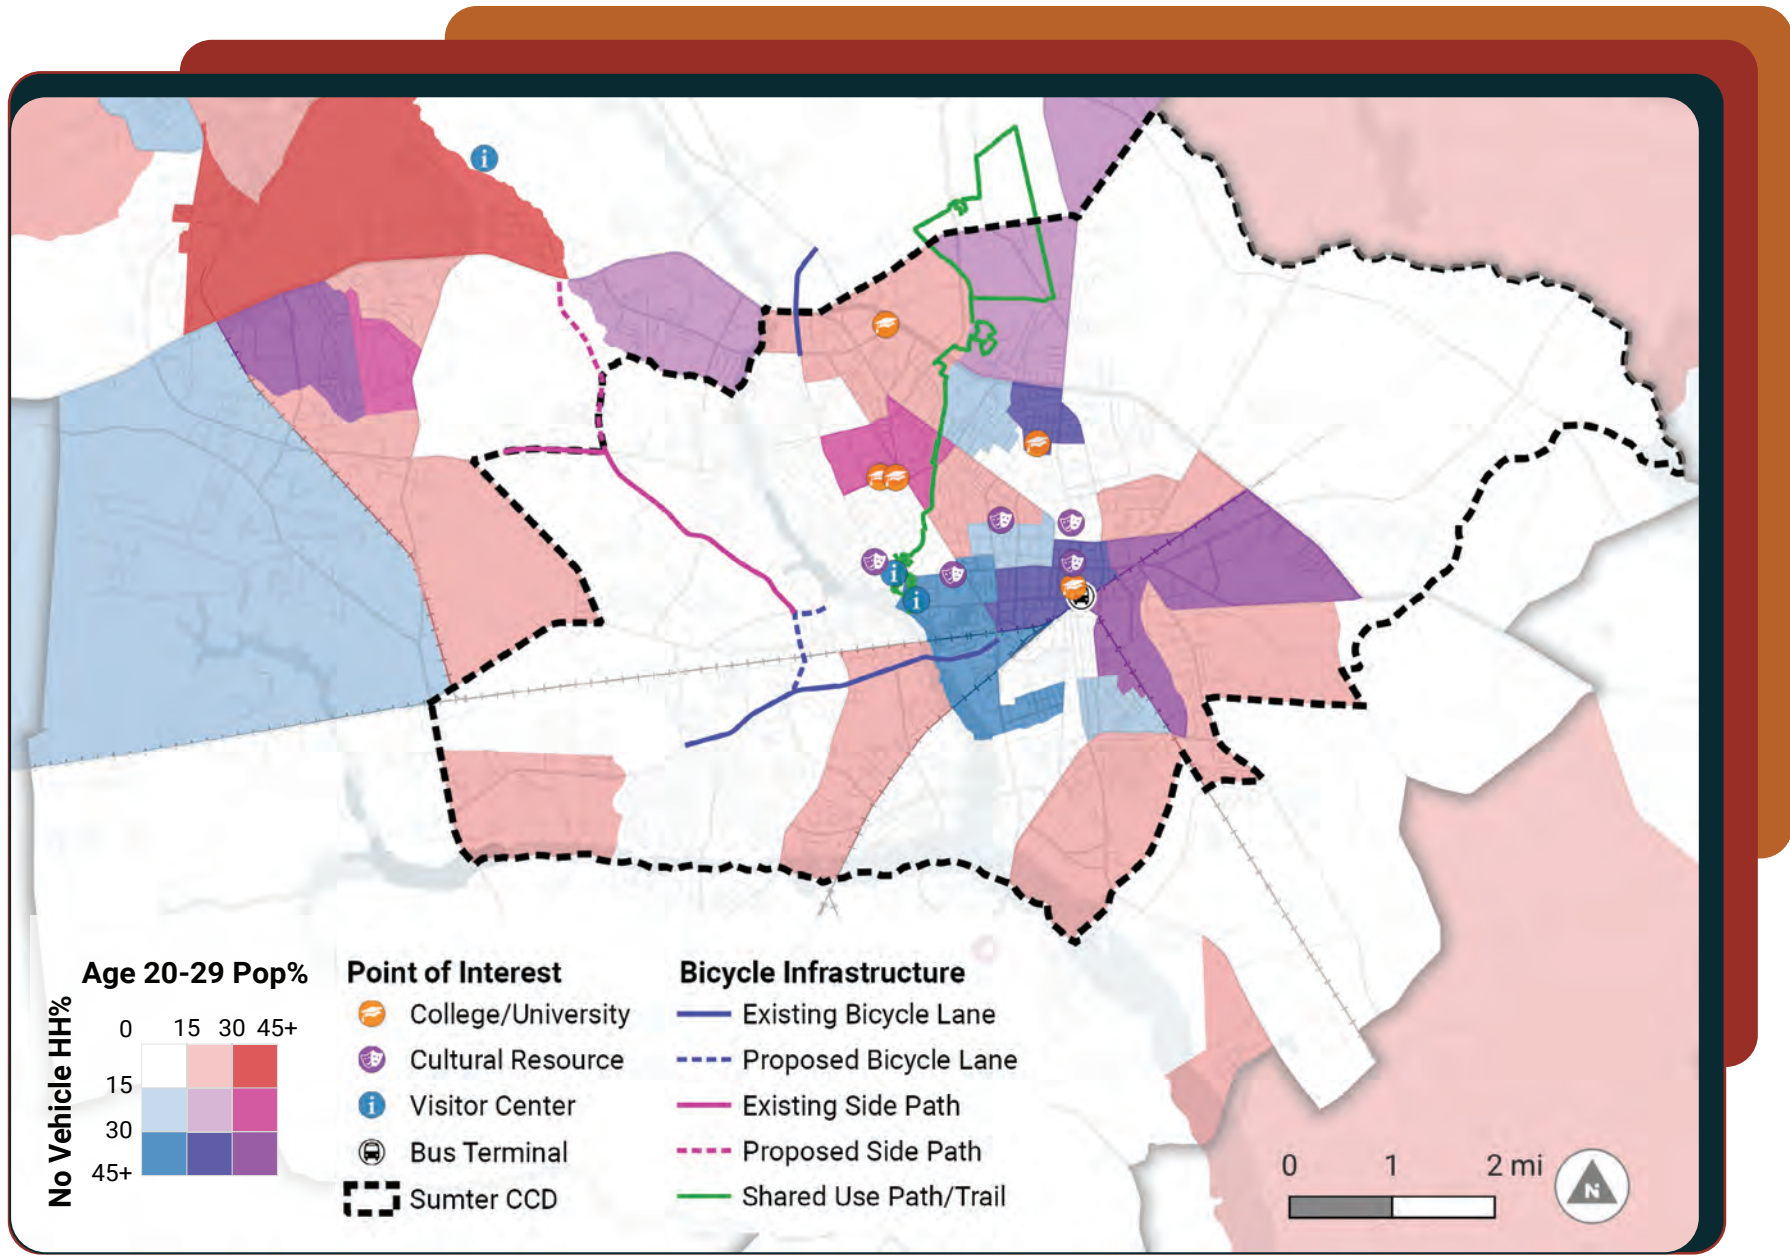 Age 20-29 Pop%
No Vehicle HH%
0 15 30 45+
15
30
45+
Point of Interest
College/University
Cultural Resource
Visitor Center
Bus Terminal
Sumter CCD
Bicycle Infrastructure
Existing Bicycle Lane
Proposed Bicycle Lane
Existing Side Path
Proposed Side Path
Shared Use Path/Trail
0 1 2 mi
N